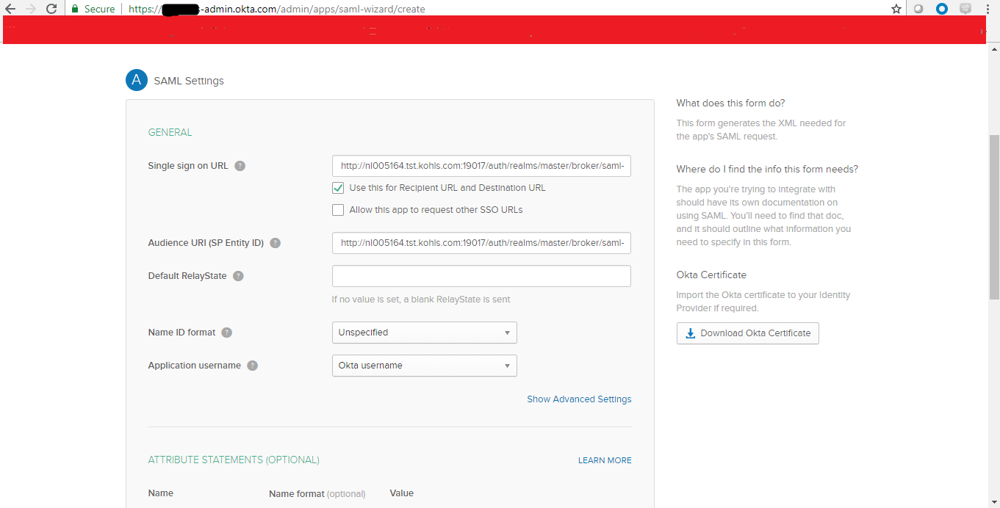 Secure
https:// -admin.okta.com/admin/apps/saml-wizard/create
A SAML Settings
GENERAL
Single sign on URL ?
http://nl005164.tst.kohls.com:19017/auth/realms/master/broker/saml-
Use this for Recipient URL and Destination URL
Allow this app to request other SSO URLs
Audience URI (SP Entity ID) ?
http://nl005164.tst.kohls.com:19017/auth/realms/master/broker/saml-
Default RelayState ?
If no value is set, a blank RelayState is sent
Name ID format ?
Unspecified
Application username ?
Okta username
Show Advanced Settings
ATTRIBUTE STATEMENTS (OPTIONAL)
LEARN MORE
Name
Name format (optional)
Value
What does this form do?
This form generates the XML needed for
the app's SAML request.
Where do I find the info this form needs?
The app you're trying to integrate with
should have its own documentation on
using SAML. You'll need to find that doc,
and it should outline what information you
need to specify in this form.
Okta Certificate
Import the Okta certificate to your Identity
Provider if required.
Download Okta Certificate